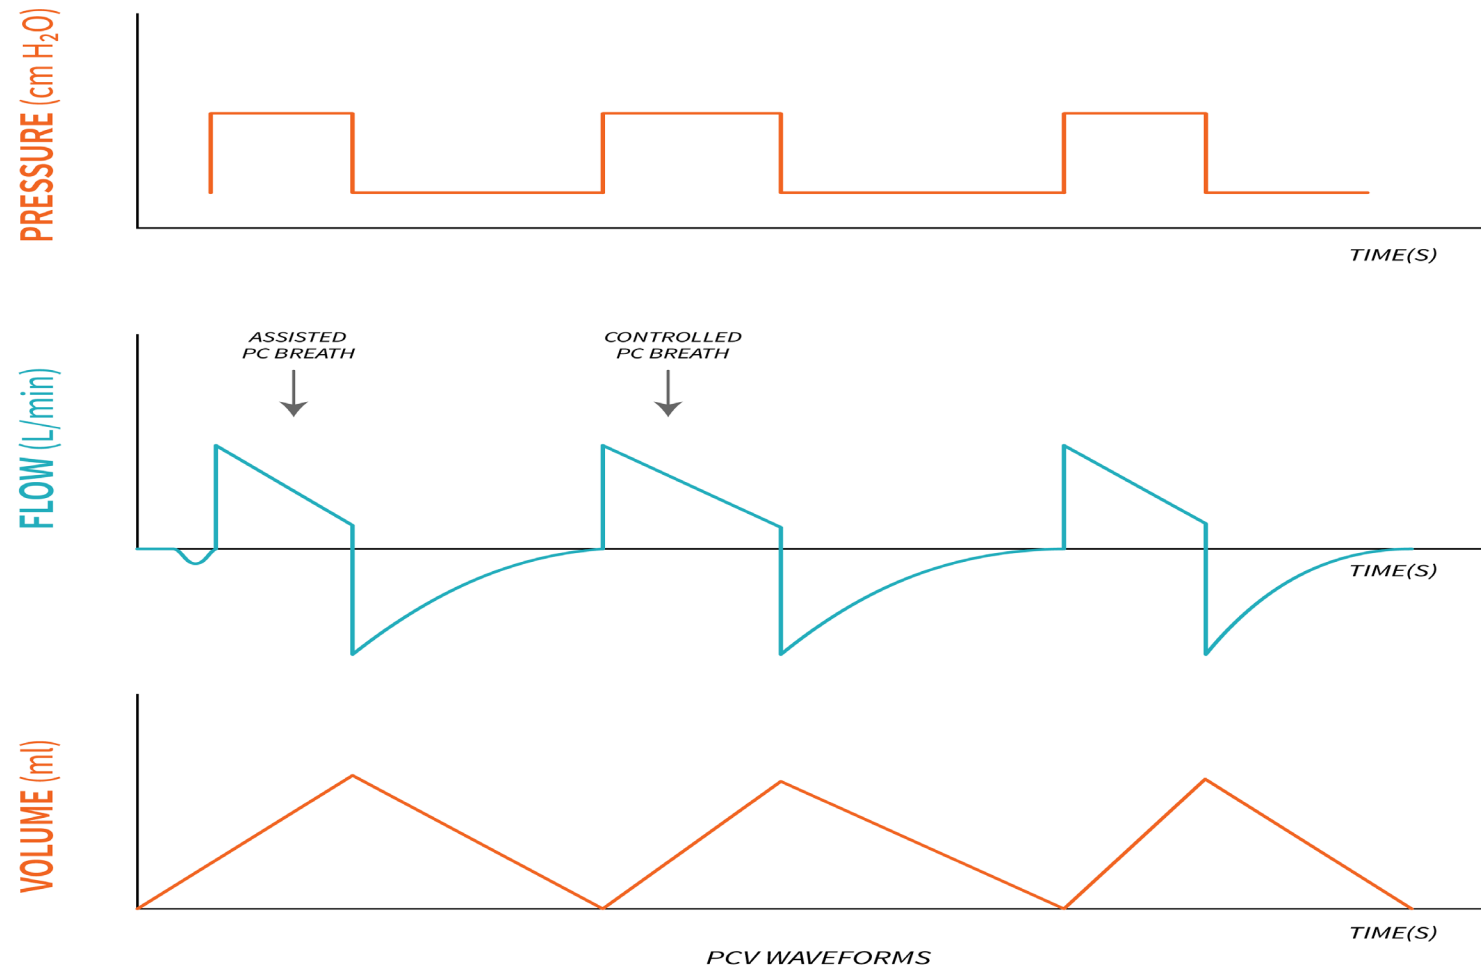 PRESSURE (cm H₂O)
TIME(S)
ASSISTED
PC BREATH
CONTROLLED
PC BREATH
FLOW (L/min)
TIME(S)
VOLUME (ml)
TIME(S)
PCV WAVEFORMS